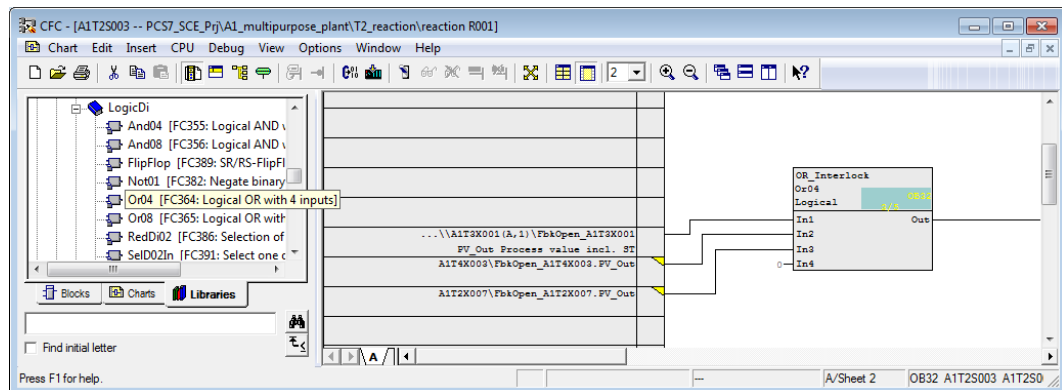 CFC - [A1T2S003 -- PCS7_SCE_Prj\A1_multipurpose_plant\T2_reaction\reaction R001]
Chart Edit Insert CPU Debug View Options Window Help
2
LogicDi
And04 [FC355: Logical AND
And08 [FC356: Logical AND
FlipFlop [FC389: SR/RS-FlipFl
Not01 [FC382: Negate binary
Or04 [FC364: Logical OR with 4 inputs]
Or08 [FC365: Logical OR with
RedDi02 [FC386: Selection of
SelD02In [FC391: Select one
Blocks Charts Libraries
Find initial letter
...\\A1T3X001(A,1)\FbkOpen_A1T3X001
PV_Out Process value incl. ST
A1T4X003\FbkOpen_A1T4X003.PV_Out
A1T2X007\FbkOpen_A1T2X007.PV_Out
OR_Interlock
Or04
Logical
OB32
3/5
In1 Out
In2
In3
0 In4
A
Press F1 for help.
---
A/Sheet 2
OB32 A1T2S003 A1T2S0